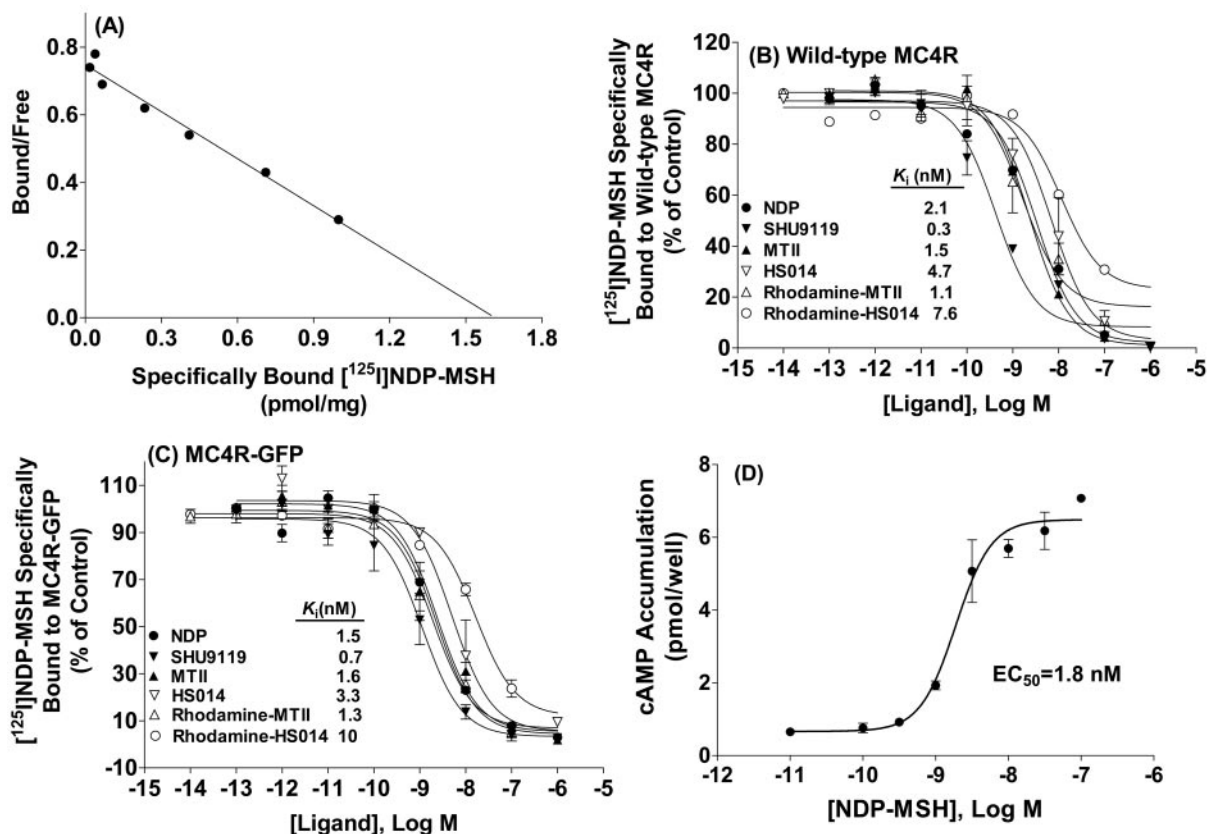 (A)
Bound/Free
0.8
0.6
0.4
0.2
0.0
0.0 0.3 0.6 0.9 1.2 1.5 1.8
Specifically Bound [¹²⁵I]NDP-MSH
(pmol/mg)
(B) Wild-type MC4R
[¹²⁵I]NDP-MSH Specifically
Bound to Wild-type MC4R
(% of Control)
120
100
80
60
40
20
0
Kᵢ (nM)
NDP 2.1
SHU9119 0.3
MTII 1.5
HS014 4.7
Rhodamine-MTII 1.1
Rhodamine-HS014 7.6
-15 -14 -13 -12 -11 -10 -9 -8 -7 -6 -5
[Ligand], Log M
(C) MC4R-GFP
[¹²⁵I]NDP-MSH Specifically
Bound to MC4R-GFP
(% of Control)
110
90
70
50
30
10
-10
Kᵢ(nM)
NDP 1.5
SHU9119 0.7
MTII 1.6
HS014 3.3
Rhodamine-MTII 1.3
Rhodamine-HS014 10
-15 -14 -13 -12 -11 -10 -9 -8 -7 -6 -5
[Ligand], Log M
(D)
cAMP Accumulation
(pmol/well)
8
6
4
2
0
EC₅₀=1.8 nM
-12 -11 -10 -9 -8 -7 -6
[NDP-MSH], Log M